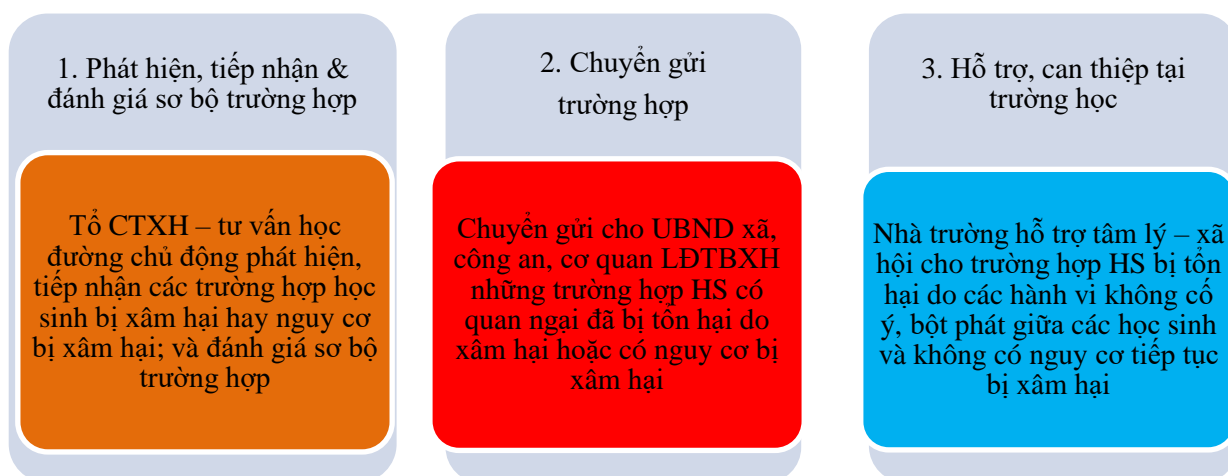 1. Phát hiện, tiếp nhận &
đánh giá sơ bộ trường hợp
Tổ CTXH – tư vấn học
đường chủ động phát hiện,
tiếp nhận các trường hợp học
sinh bị xâm hại hay nguy cơ
bị xâm hại; và đánh giá sơ bộ
trường hợp
2. Chuyển gửi
trường hợp
Chuyển gửi cho UBND xã,
công an, cơ quan LĐTBXH
những trường hợp HS có
quan ngại đã bị tổn hại do
xâm hại hoặc có nguy cơ bị
xâm hại
3. Hỗ trợ, can thiệp tại
trường học
Nhà trường hỗ trợ tâm lý – xã
hội cho trường hợp HS bị tổn
hại do các hành vi không cố
ý, bột phát giữa các học sinh
và không có nguy cơ tiếp tục
bị xâm hại